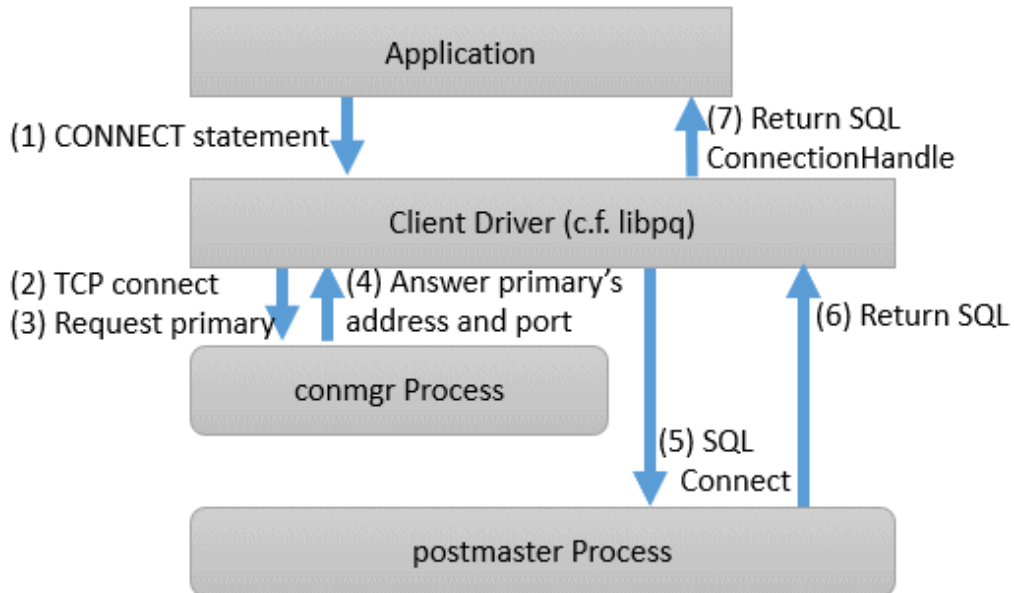 Application
(1) CONNECT statement
(7) Return SQL
ConnectionHandle
Client Driver (c.f. libpq)
(2) TCP connect
(3) Request primary
(4) Answer primary’s
address and port
(6) Return SQL
conmgr Process
(5) SQL
Connect
postmaster Process